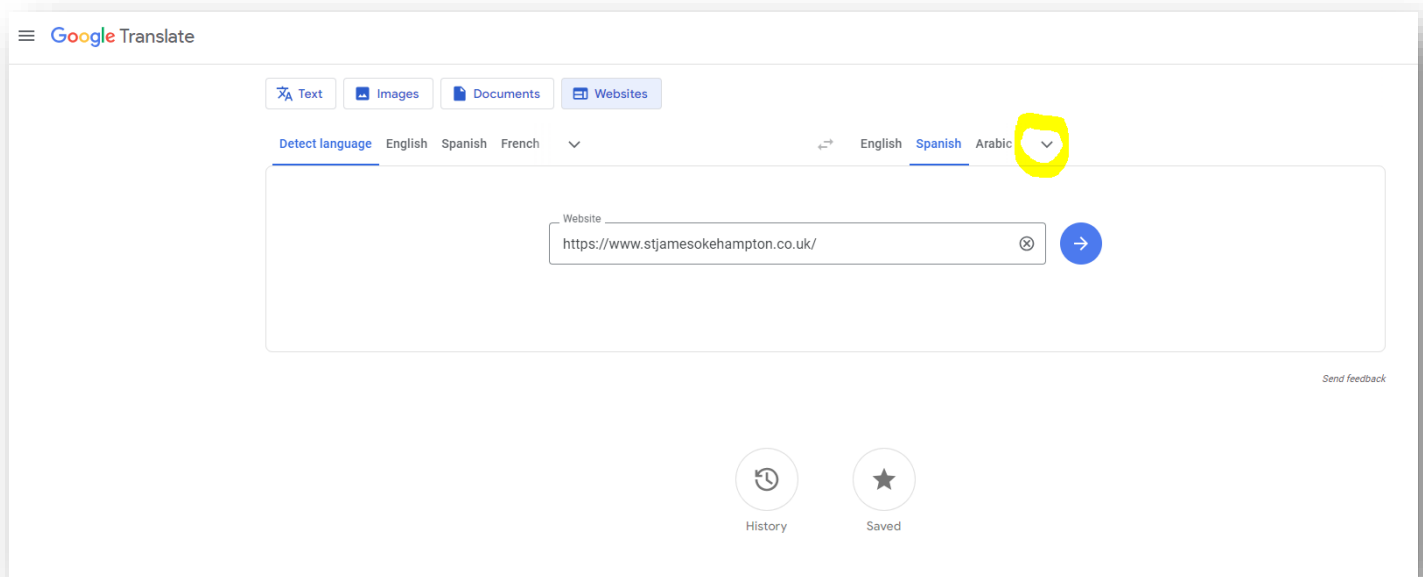 Google Translate
Text Images Documents Websites
Detect language English Spanish French English Spanish Arabic
Website
https://www.stjamesokehampton.co.uk/
Send feedback
History Saved